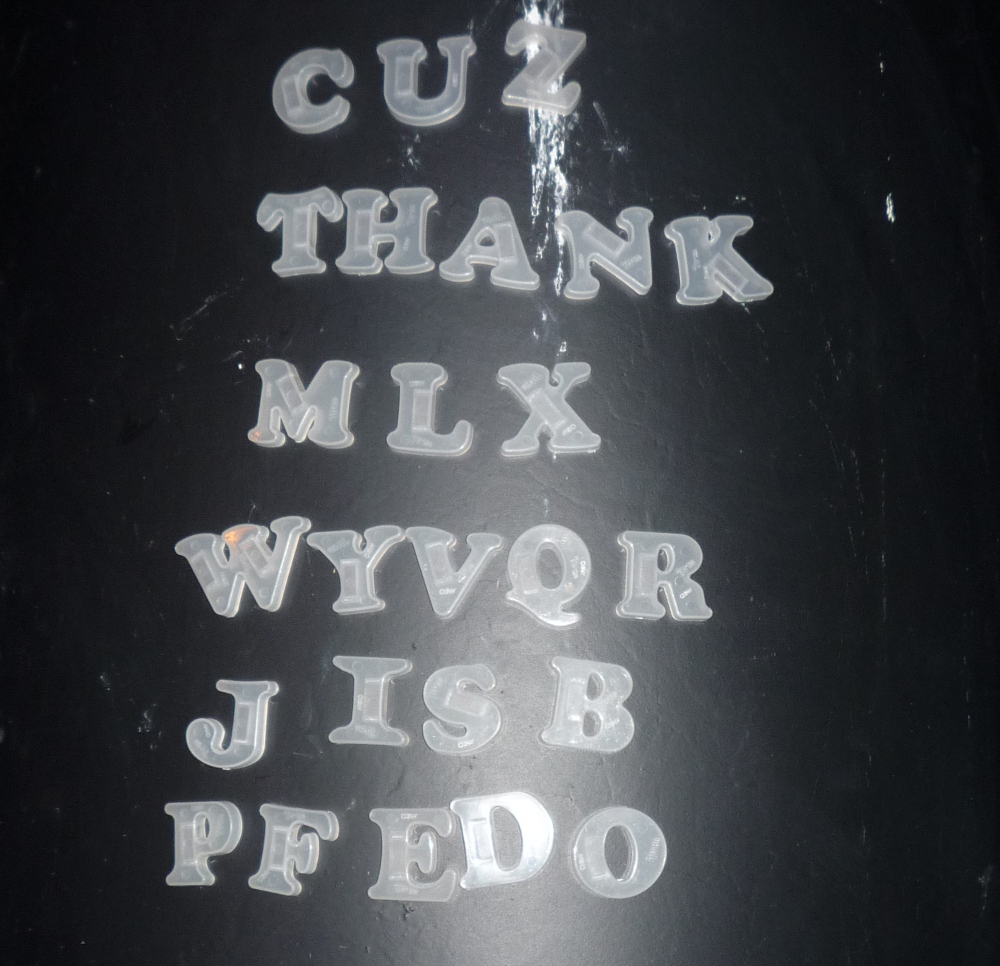 CUZ
THANK
MLX
WYVQR
JISB
PFEDO